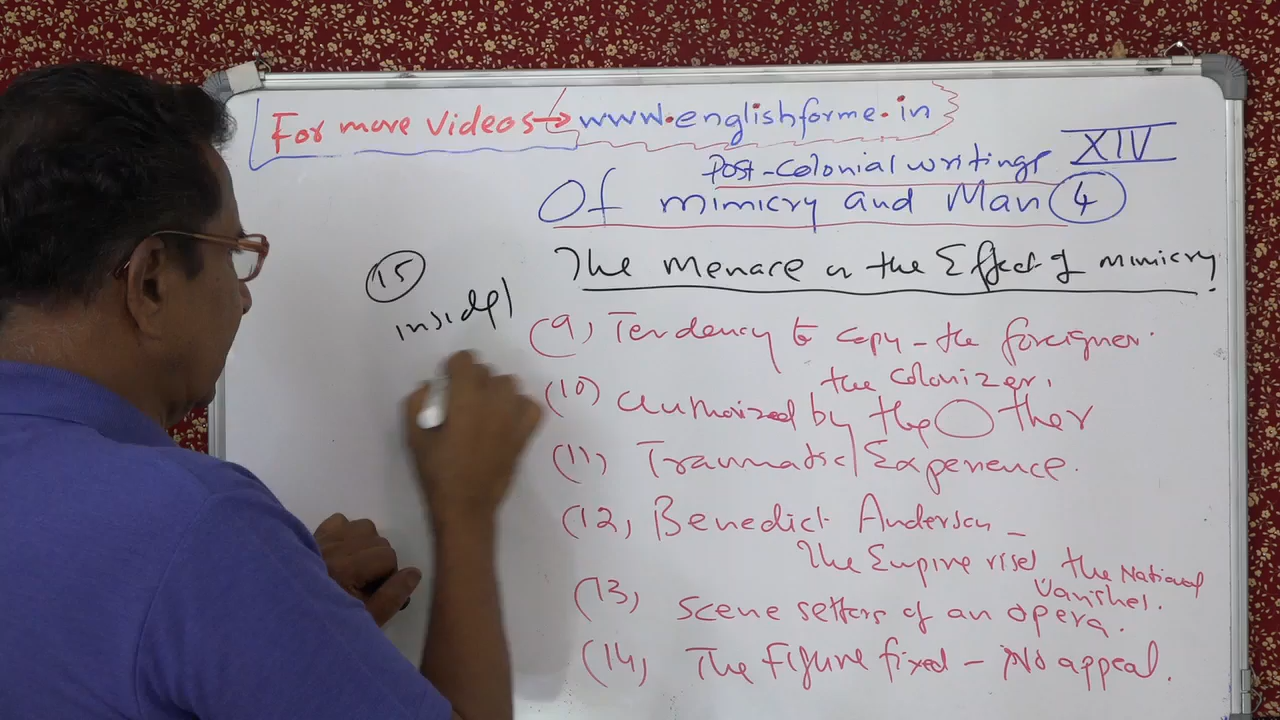 For more Videos → www.englishforme.in
XIV
Post-Colonial writings
Of mimicry and Man 4
The Menace or the Effect of mimicry.
15
(9) Tendency to copy - the foreigner.
the colonizer,
(10) authorized by the Other
(11) Traumatic Experience.
(12) Benedict Anderson -
The Empire rises the National
Vanishes.
(13) Scene setters of an opera.
(14) The figure fixed - No appeal.